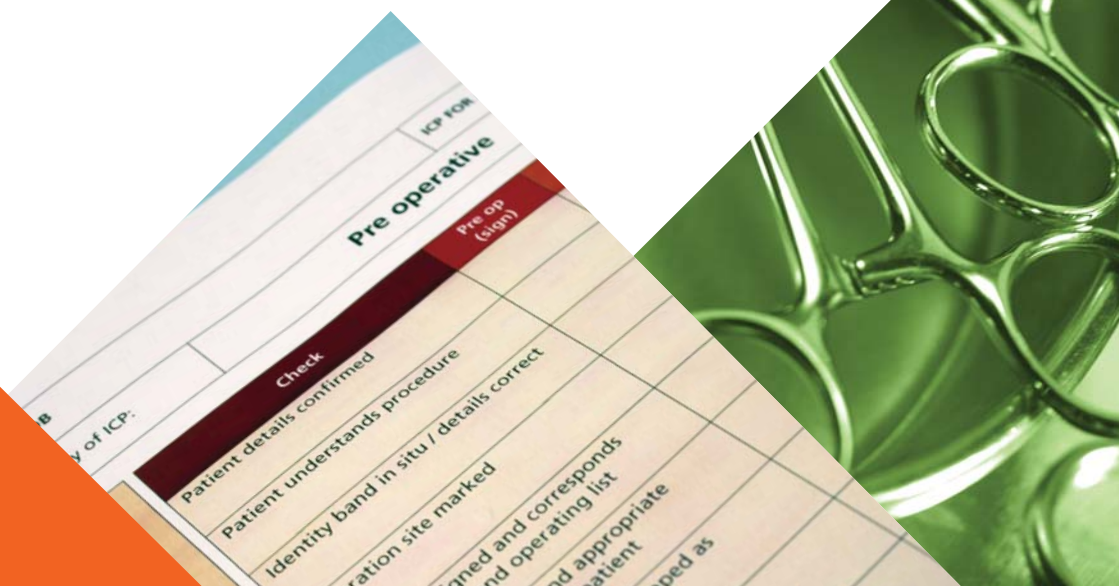 ICP FOR
Pre operative
Pre op
(sign)
Check
y of ICP:
Patient details confirmed
Patient understands procedure
Identity band in situ / details correct
ration site marked
gned and corresponds
nd operating list
nd appropriate
atient
ped as